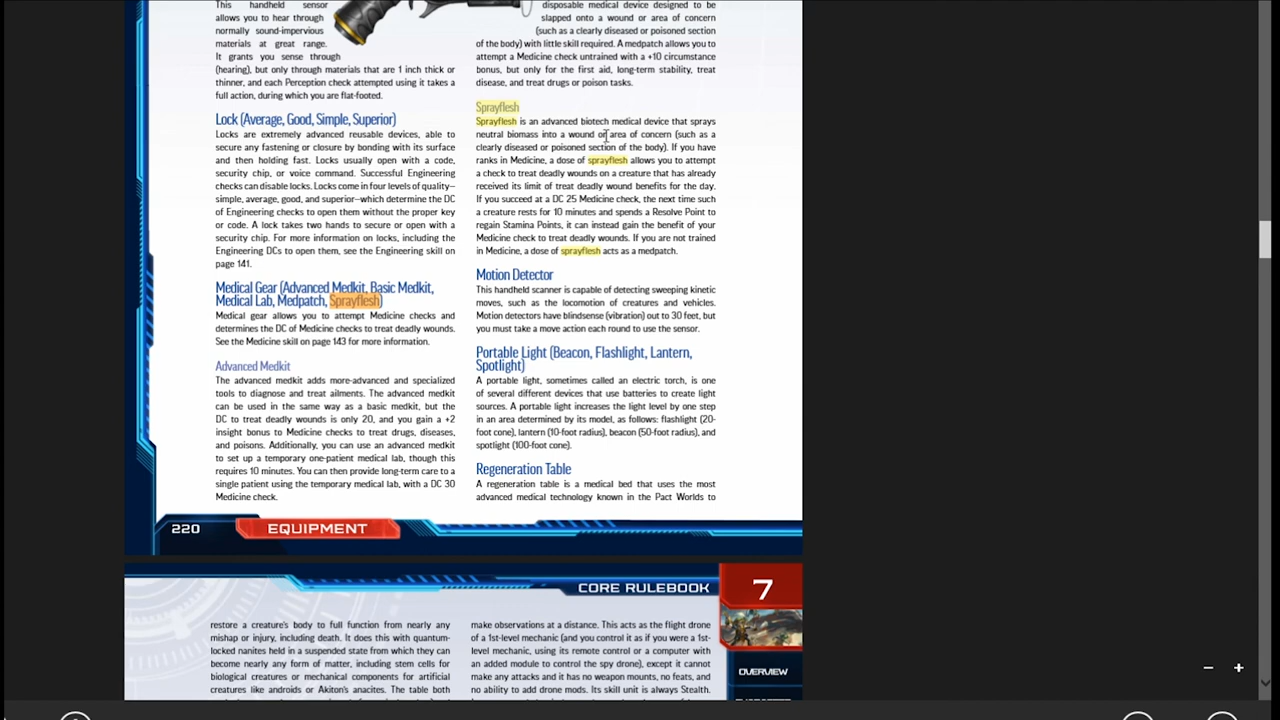 This handheld sensor
allows you to hear through
normally sound-impervious
materials at great range.
It grants you sense through
(hearing), but only through materials that are 1 inch thick or
thinner, and each Perception check attempted using it takes a
full action, during which you are flat-footed.
Lock (Average, Good, Simple, Superior)
Locks are extremely advanced reusable devices, able to
secure any fastening or closure by bonding with its surface
and then holding fast. Locks usually open with a code,
security chip, or voice command. Successful Engineering
checks can disable locks. Locks come in four levels of quality—
simple, average, good, and superior—which determine the DC
of Engineering checks to open them without the proper key
or code. A lock takes two hands to secure or open with a
security chip. For more information on locks, including the
Engineering DCs to open them, see the Engineering skill on
page 141.
Medical Gear (Advanced Medkit, Basic Medkit,
Medical Lab, Medpatch, Sprayflesh)
Medical gear allows you to attempt Medicine checks and
determines the DC of Medicine checks to treat deadly wounds.
See the Medicine skill on page 143 for more information.
Advanced Medkit
The advanced medkit adds more-advanced and specialized
tools to diagnose and treat ailments. The advanced medkit
can be used in the same way as a basic medkit, but the
DC to treat deadly wounds is only 20, and you gain a +2
insight bonus to Medicine checks to treat drugs, diseases,
and poisons. Additionally, you can use an advanced medkit
to set up a temporary one-patient medical lab, though this
requires 10 minutes. You can then provide long-term care to a
single patient using the temporary medical lab, with a DC 30
Medicine check.
disposable medical device designed to be
slapped onto a wound or area of concern
(such as a clearly diseased or poisoned section
of the body) with little skill required. A medpatch allows you to
attempt a Medicine check untrained with a +10 circumstance
bonus, but only for the first aid, long-term stability, treat
disease, and treat drugs or poison tasks.
Sprayflesh
Sprayflesh is an advanced biotech medical device that sprays
neutral biomass into a wound or area of concern (such as a
clearly diseased or poisoned section of the body). If you have
ranks in Medicine, a dose of sprayflesh allows you to attempt
a check to treat deadly wounds on a creature that has already
received its limit of treat deadly wound benefits for the day.
If you succeed at a DC 25 Medicine check, the next time such
a creature rests for 10 minutes and spends a Resolve Point to
regain Stamina Points, it can instead gain the benefit of your
Medicine check to treat deadly wounds. If you are not trained
in Medicine, a dose of sprayflesh acts as a medpatch.
Motion Detector
This handheld scanner is capable of detecting sweeping kinetic
moves, such as the locomotion of creatures and vehicles.
Motion detectors have blindsense (vibration) out to 30 feet, but
you must take a move action each round to use the sensor.
Portable Light (Beacon, Flashlight, Lantern,
Spotlight)
A portable light, sometimes called an electric torch, is one
of several different devices that use batteries to create light
sources. A portable light increases the light level by one step
in an area determined by its model, as follows: flashlight (20-
foot cone), lantern (10-foot radius), beacon (50-foot radius), and
spotlight (100-foot cone).
Regeneration Table
A regeneration table is a medical bed that uses the most
advanced medical technology known in the Pact Worlds to
220
EQUIPMENT
CORE RULEBOOK
7
restore a creature's body to full function from nearly any
mishap or injury, including death. It does this with quantum-
locked nanites held in a suspended state from which they can
become nearly any form of matter, including stem cells for
biological creatures or mechanical components for artificial
creatures like androids or Akiton's anacites. The table both
make observations at a distance. This acts as the flight drone
of a 1st-level mechanic (and you control it as if you were a 1st-
level mechanic, using its remote control or a computer with
an added module to control the spy drone), except it cannot
make any attacks and it has no weapon mounts, no feats, and
no ability to add drone mods. Its skill unit is always Stealth.
OVERVIEW